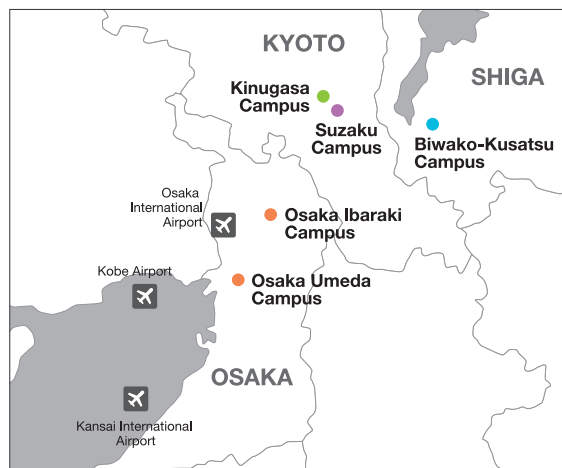 KYOTO
SHIGA
Kinugasa
Campus
Suzaku
Campus
Biwako-Kusatsu
Campus
Osaka
International
Airport
Osaka Ibaraki
Campus
Kobe Airport
Osaka Umeda
Campus
OSAKA
Kansai International
Airport